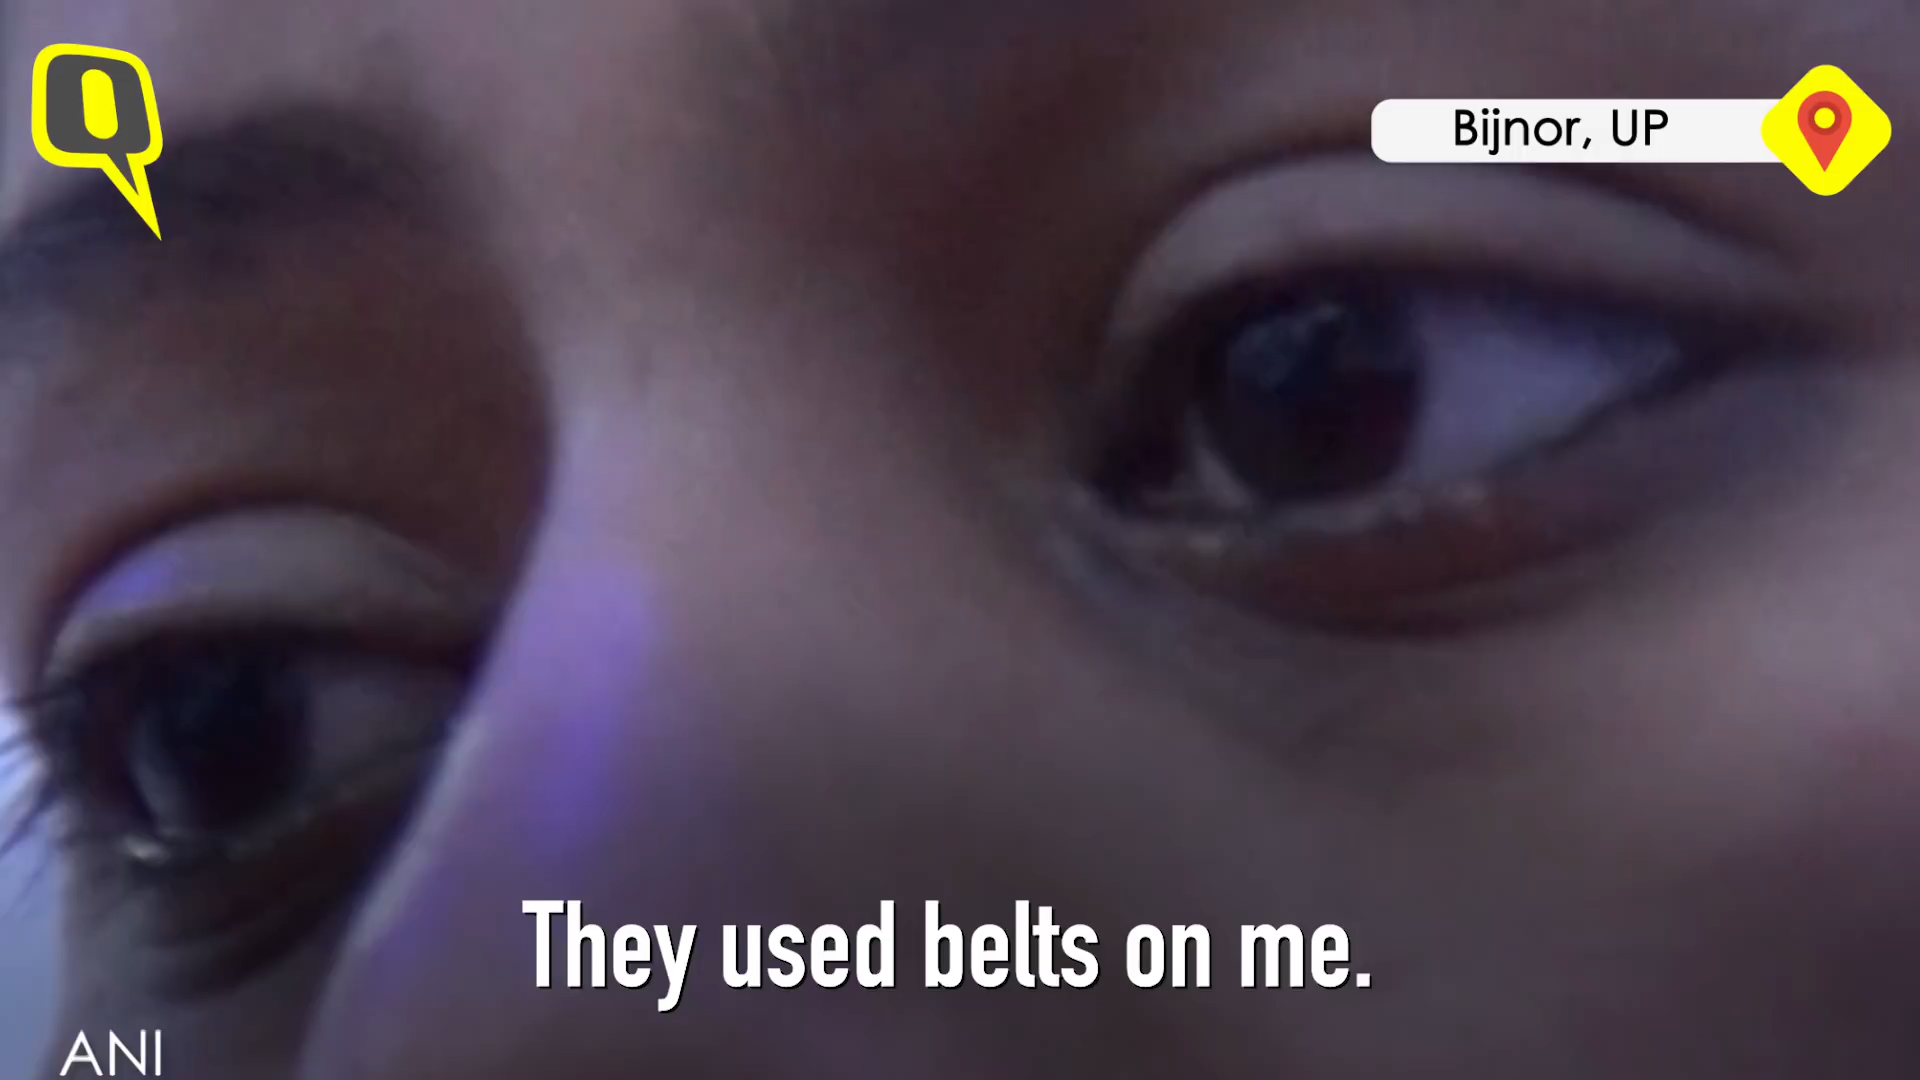 Q
Bijnor, UP
They used belts on me.
ANI